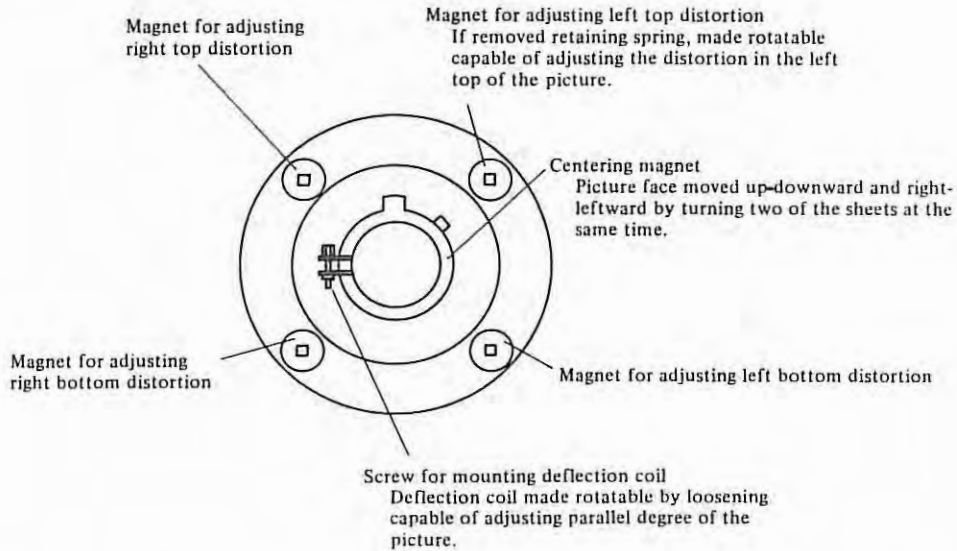 Magnet for adjusting
right top distortion
Magnet for adjusting left top distortion
If removed retaining spring, made rotatable
capable of adjusting the distortion in the left
top of the picture.
Centering magnet
Picture face moved up-downward and right-
leftward by turning two of the sheets at the
same time.
Magnet for adjusting
right bottom distortion
Magnet for adjusting left bottom distortion
Screw for mounting deflection coil
Deflection coil made rotatable by loosening
capable of adjusting parallel degree of the
picture.